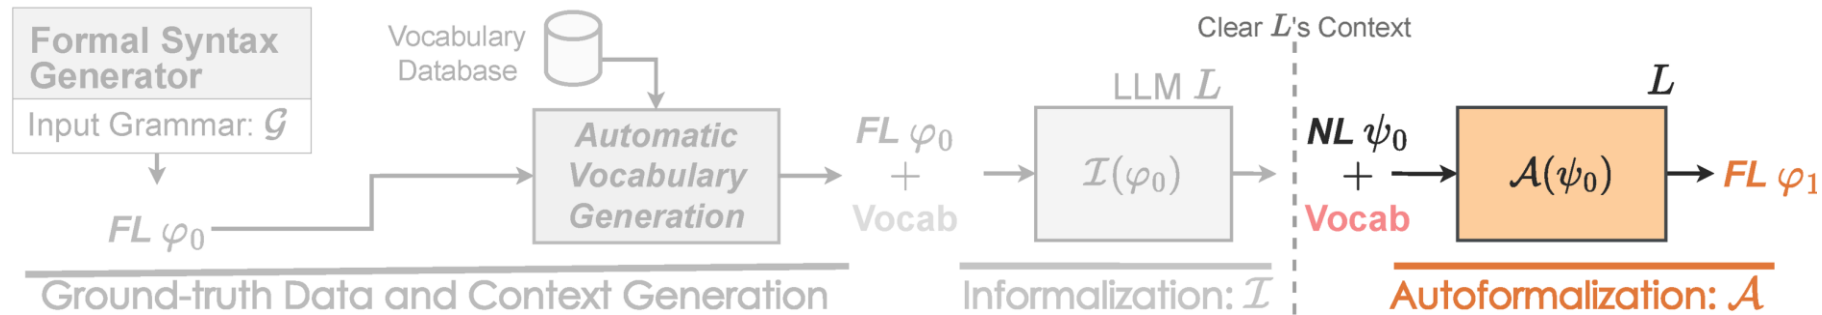 Formal Syntax
Generator
Input Grammar: 𝒢
FL φ₀
Vocabulary
Database
Automatic
Vocabulary
Generation
FL φ₀
+
Vocab
Ground-truth Data and Context Generation
LLM L
ℐ(φ₀)
Informalization: ℐ
Clear L's Context
NL ψ₀
+
Vocab
L
𝒜(ψ₀)
FL φ₁
Autoformalization: 𝒜